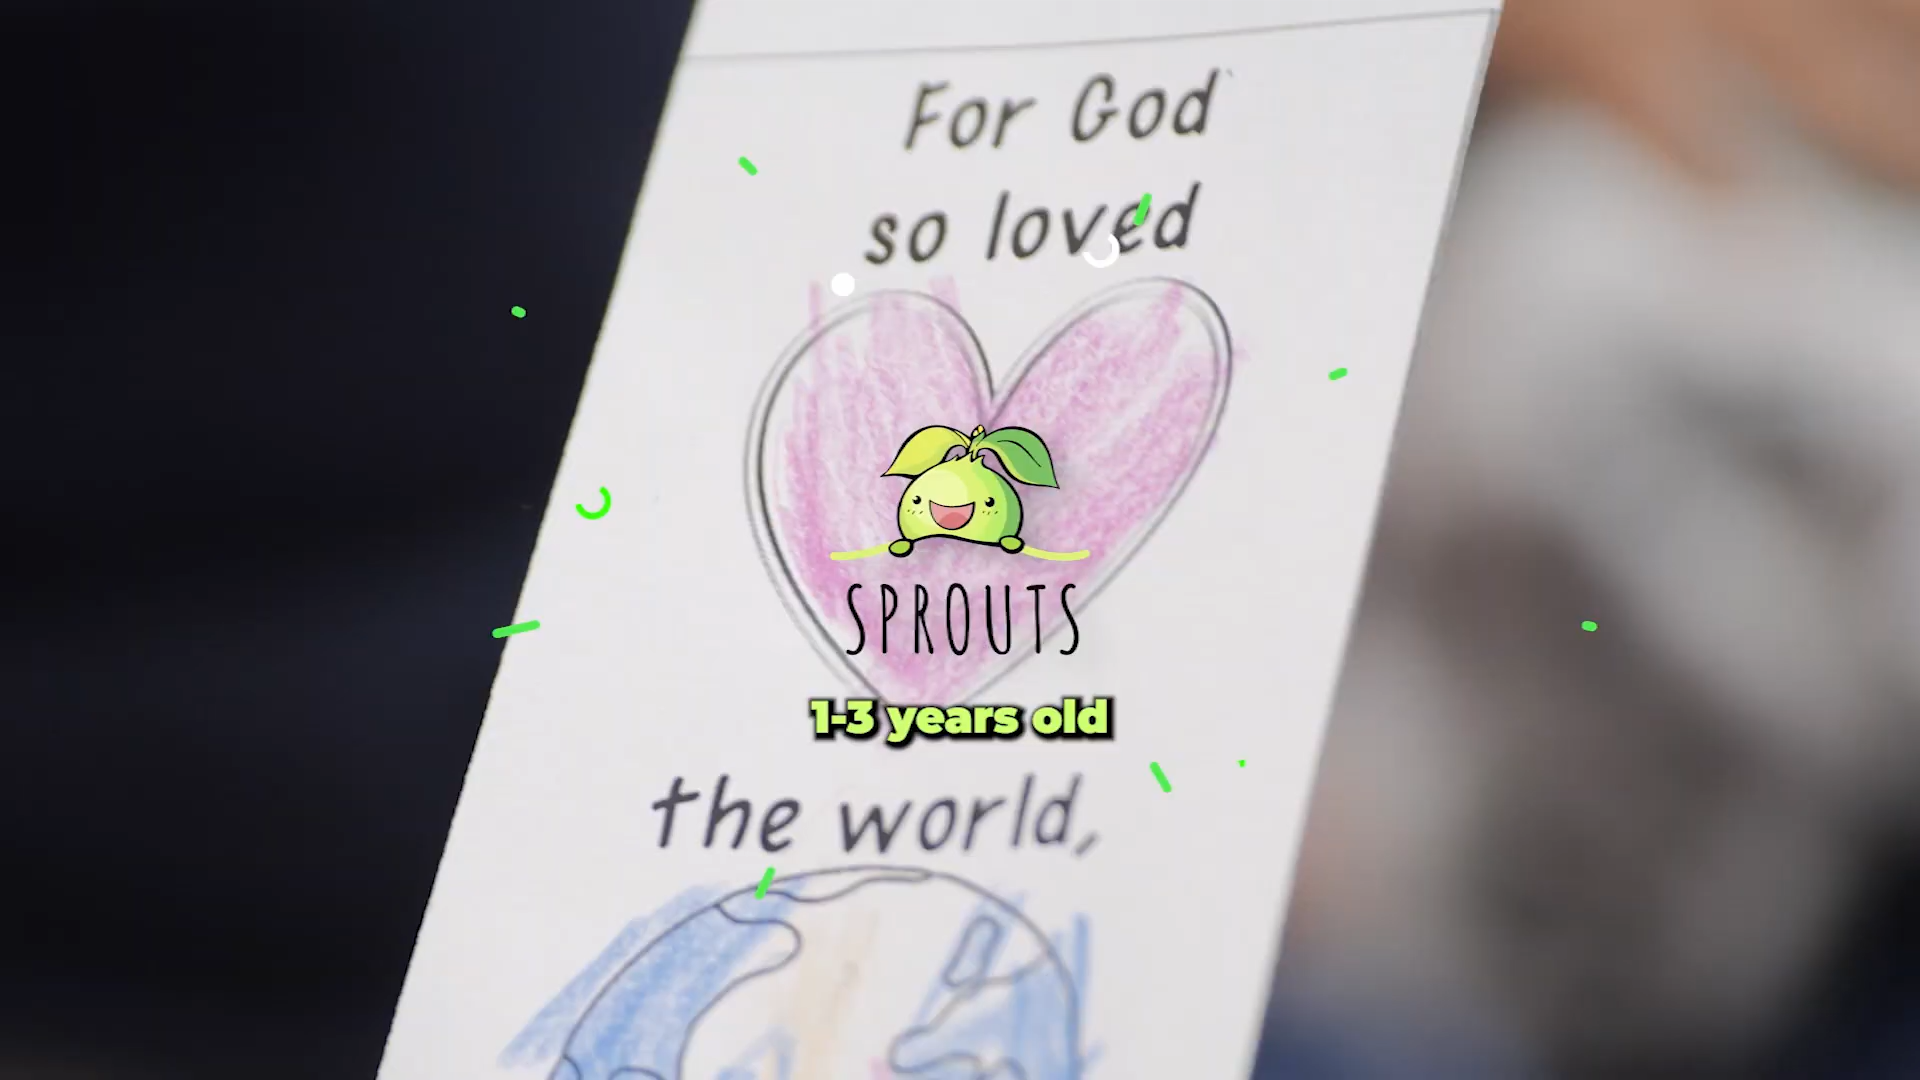 For God
so loved
SPROUTS
1-3 years old
the world,